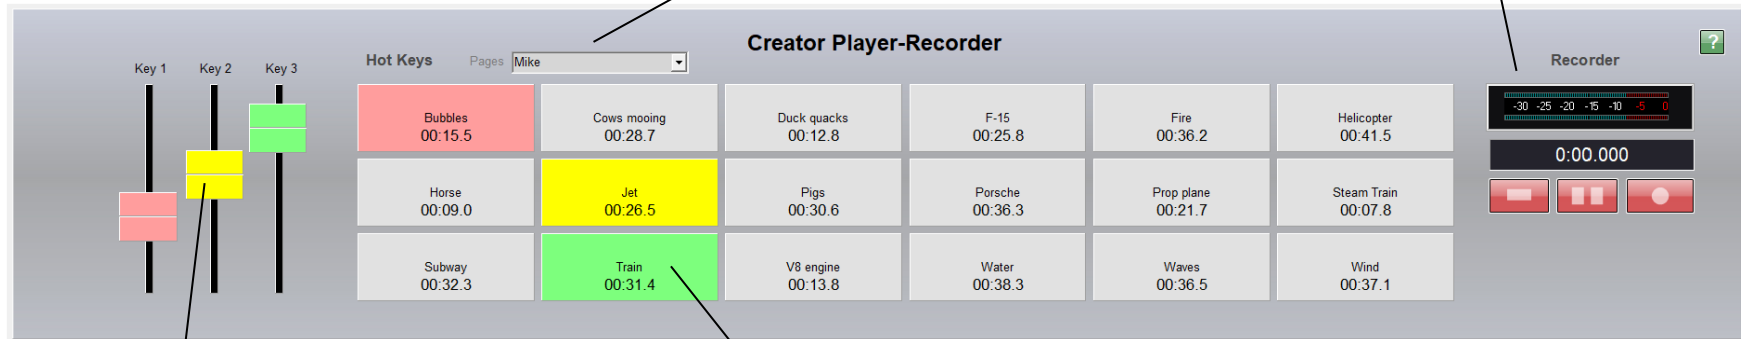 Creator Player-Recorder
?
Key 1 Key 2 Key 3
Hot Keys Pages Mike
Recorder
Bubbles
00:15.5
Cows mooing
00:28.7
Duck quacks
00:12.8
F-15
00:25.8
Fire
00:36.2
Helicopter
00:41.5
Horse
00:09.0
Jet
00:26.5
Pigs
00:30.6
Porsche
00:36.3
Prop plane
00:21.7
Steam Train
00:07.8
Subway
00:32.3
Train
00:31.4
V8 engine
00:13.8
Water
00:38.3
Waves
00:36.5
Wind
00:37.1
-30 -25 -20 -15 -10 -5 0
0:00.000